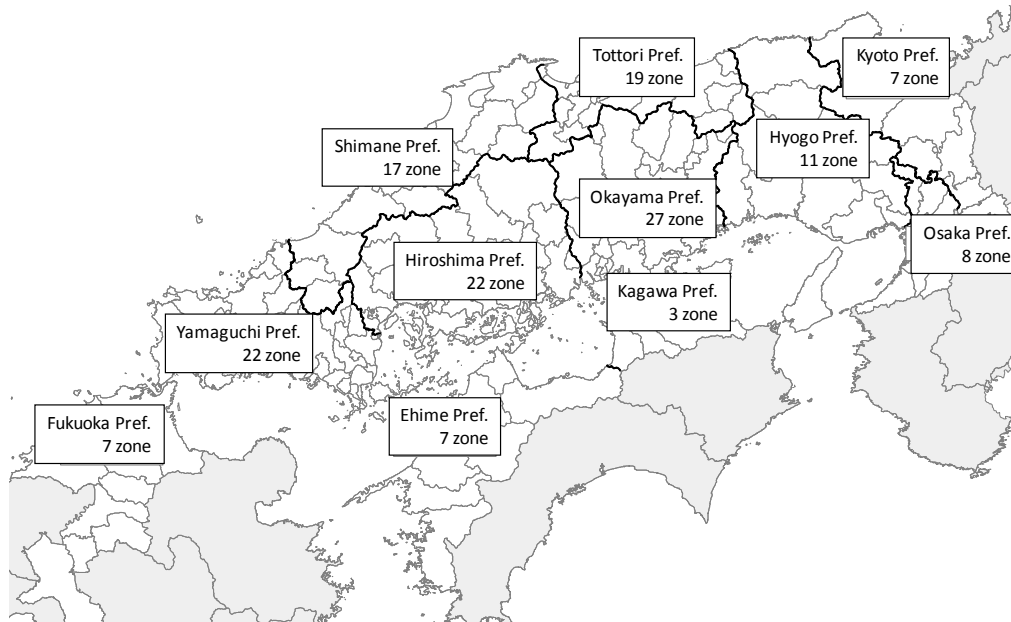 Tottori Pref.
19 zone
Kyoto Pref.
7 zone
Shimane Pref.
17 zone
Hyogo Pref.
11 zone
Okayama Pref.
27 zone
Osaka Pref.
8 zone
Hiroshima Pref.
22 zone
Kagawa Pref.
3 zone
Yamaguchi Pref.
22 zone
Ehime Pref.
7 zone
Fukuoka Pref.
7 zone